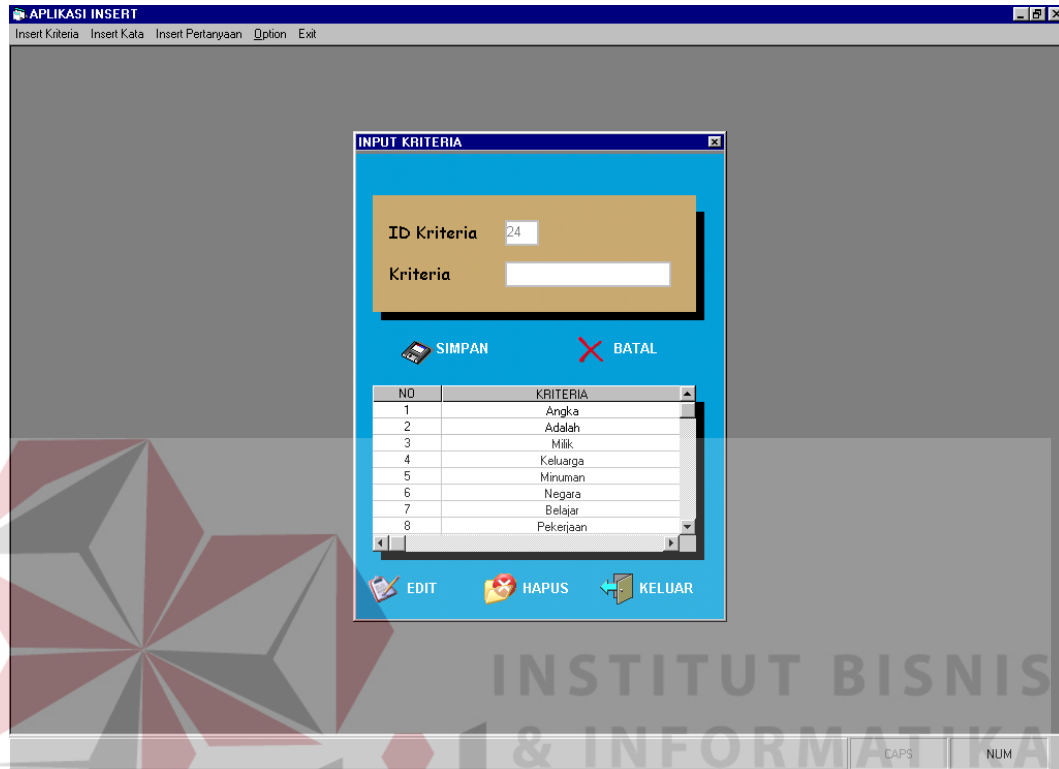 APLIKASI INSERT
Insert Kriteria Insert Kata Insert Pertanyaan Option Exit
INPUT KRITERIA
ID Kriteria 24
Kriteria
SIMPAN BATAL
NO KRITERIA
1 Angka
2 Adalah
3 Milik
4 Keluarga
5 Minuman
6 Negara
7 Belajar
8 Pekerjaan
EDIT HAPUS KELUAR
INSTITUT BISNIS
& INFORMATIKA
CAPS NUM